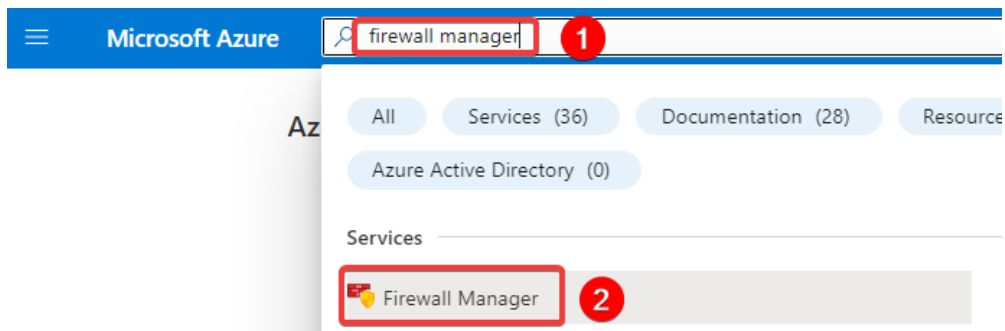 Microsoft Azure firewall manager 1
All Services (36) Documentation (28) Resource
Az
Azure Active Directory (0)
Services
Firewall Manager 2